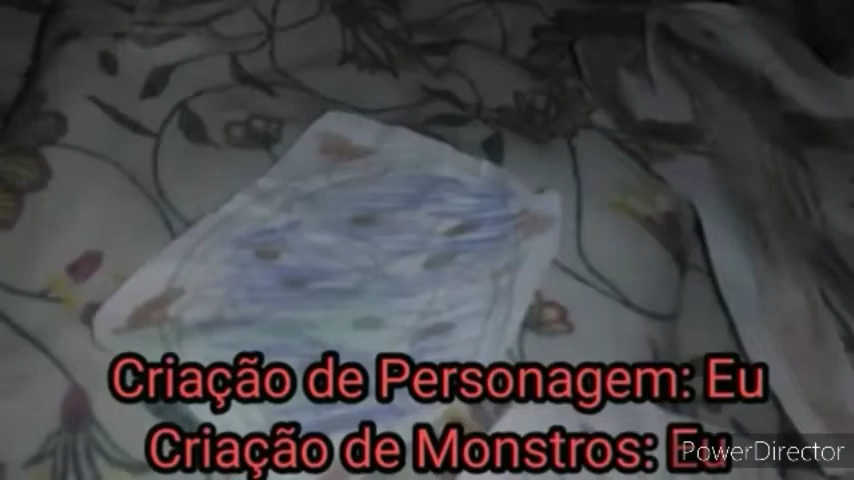 Criação de Personagem: Eu
Criação de Monstros: Eu
PowerDirector